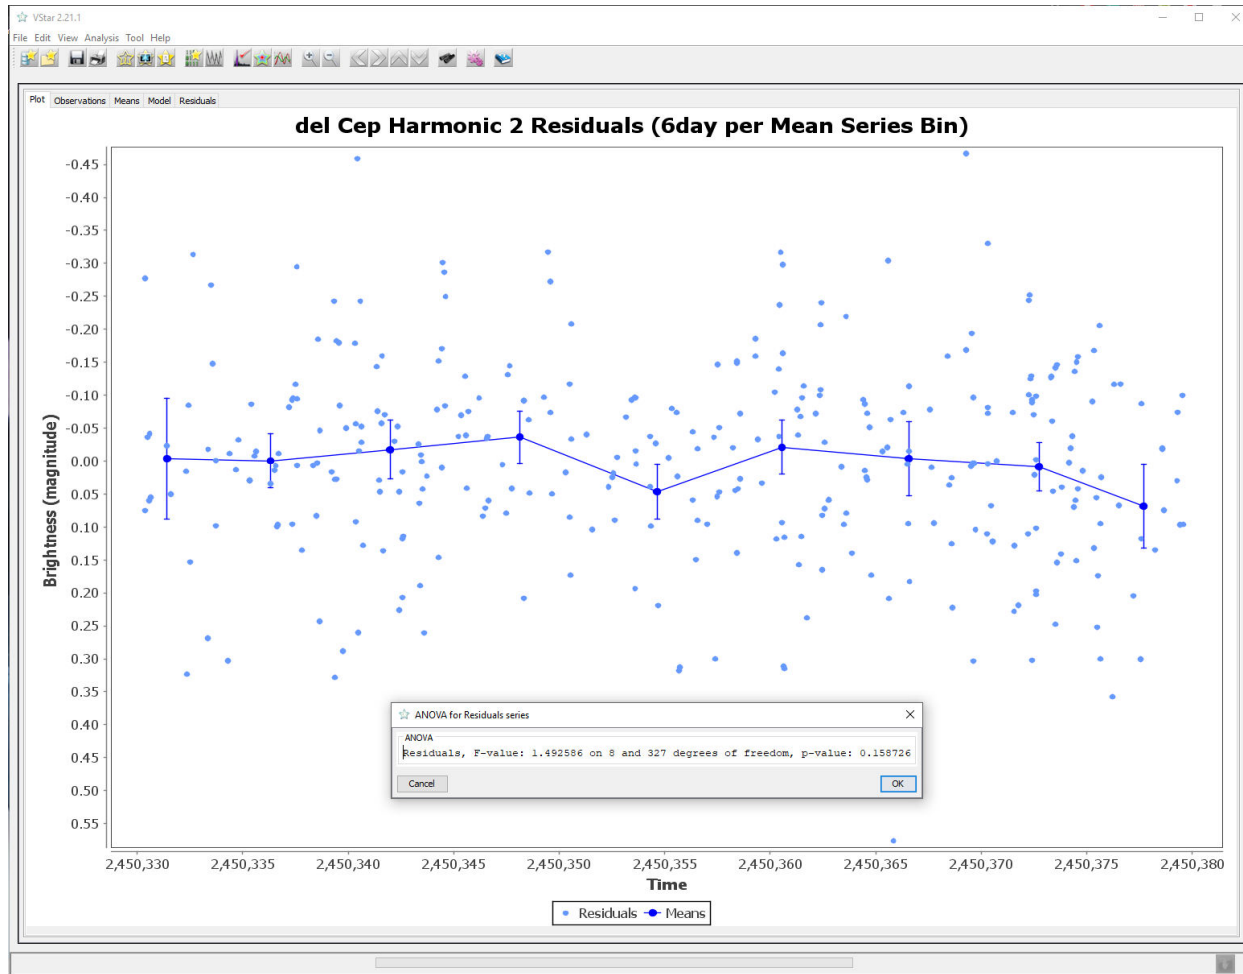 VStar 2.21.1
File Edit View Analysis Tool Help
Plot Observations Means Model Residuals
del Cep Harmonic 2 Residuals (6day per Mean Series Bin)
Brightness (magnitude)
-0.45
-0.40
-0.35
-0.30
-0.25
-0.20
-0.15
-0.10
-0.05
0.00
0.05
0.10
0.15
0.20
0.25
0.30
0.35
0.40
0.45
0.50
0.55
ANOVA for Residuals series
ANOVA
Residuals, F-value: 1.492586 on 8 and 327 degrees of freedom, p-value: 0.158726
Cancel OK
2,450,330 2,450,335 2,450,340 2,450,345 2,450,350 2,450,355 2,450,360 2,450,365 2,450,370 2,450,375 2,450,380
Time
Residuals Means